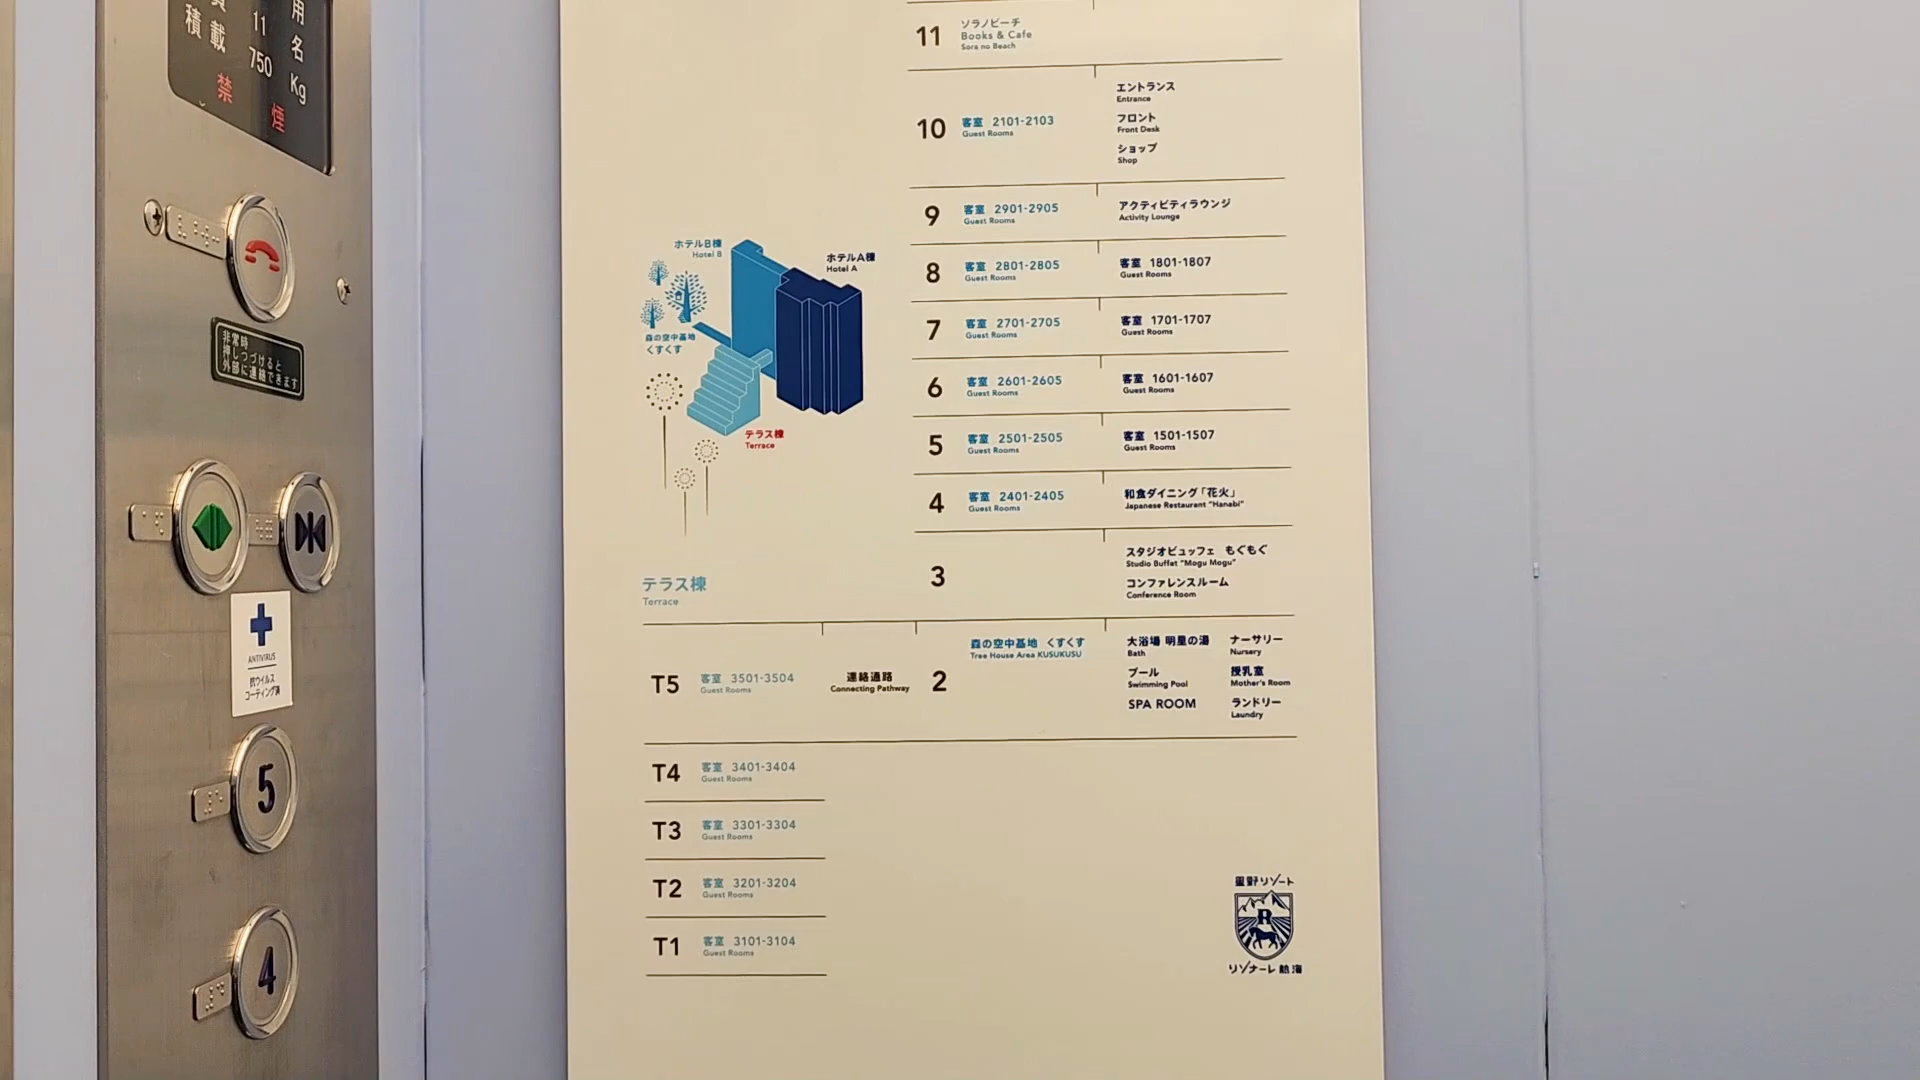 用
積載 11 名
750 Kg
禁煙
非常時
押しつづけると
外部に連絡できます
ANTIVIRUS
抗ウイルス
コーティング済
5
4
11
ソラノビーチ
Books & Cafe
Sora no Beach
10
客室 2101-2103
Guest Rooms
エントランス
Entrance
フロント
Front Desk
ショップ
Shop
9
客室 2901-2905
Guest Rooms
アクティビティラウンジ
Activity Lounge
8
客室 2801-2805
Guest Rooms
客室 1801-1807
Guest Rooms
7
客室 2701-2705
Guest Rooms
客室 1701-1707
Guest Rooms
6
客室 2601-2605
Guest Rooms
客室 1601-1607
Guest Rooms
5
客室 2501-2505
Guest Rooms
客室 1501-1507
Guest Rooms
4
客室 2401-2405
Guest Rooms
和食ダイニング「花火」
Japanese Restaurant "Hanabi"
3
スタジオビュッフェ もぐもぐ
Studio Buffet "Mogu Mogu"
コンファレンスルーム
Conference Room
2
森の空中基地 くすくす
Tree House Area KUSUKUSU
大浴場 明星の湯
Bath
プール
Swimming Pool
SPA ROOM
ナーサリー
Nursery
授乳室
Mother's Room
ランドリー
Laundry
ホテルB棟
Hotel B
ホテルA棟
Hotel A
森の空中基地
くすくす
テラス棟
Terrace
テラス棟
Terrace
T5
客室 3501-3504
Guest Rooms
連絡通路
Connecting Pathway
T4
客室 3401-3404
Guest Rooms
T3
客室 3301-3304
Guest Rooms
T2
客室 3201-3204
Guest Rooms
T1
客室 3101-3104
Guest Rooms
星野リゾート
R
リゾナーレ 熱海